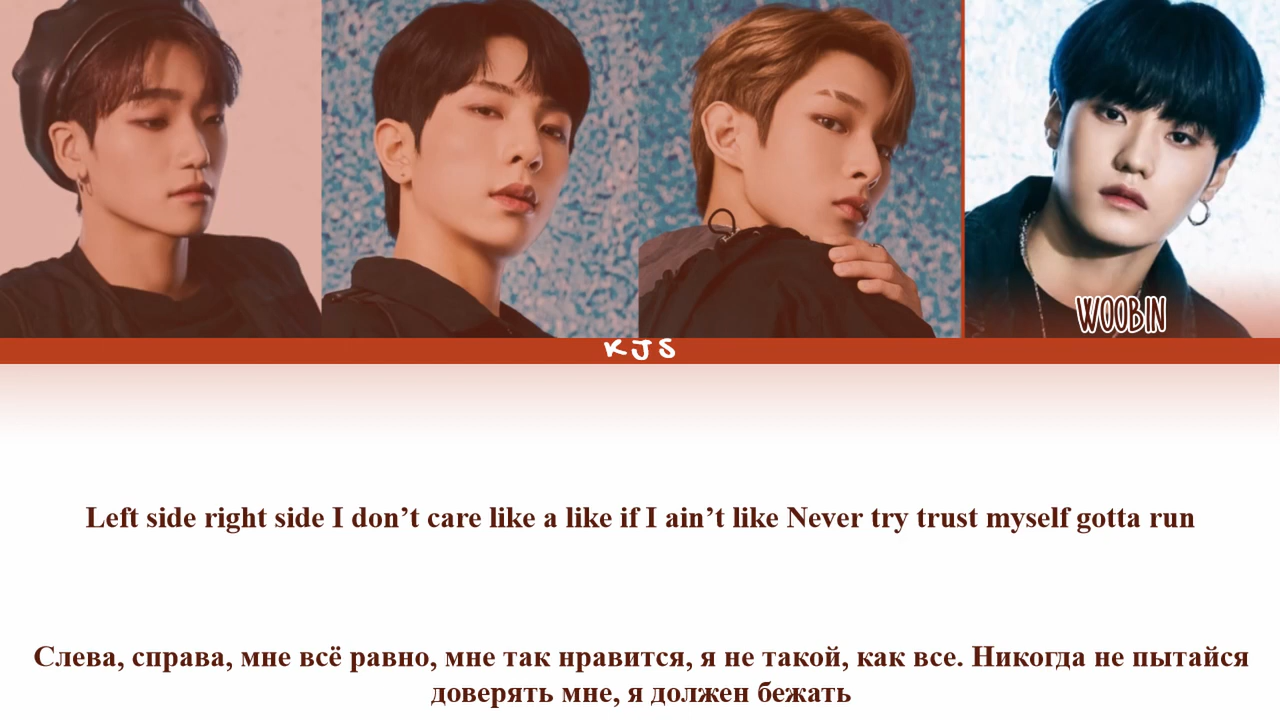 WOOBIN
KJS
Left side right side I don’t care like a like if I ain’t like Never try trust myself gotta run
Слева, справа, мне всё равно, мне так нравится, я не такой, как все. Никогда не пытайся
доверять мне, я должен бежать